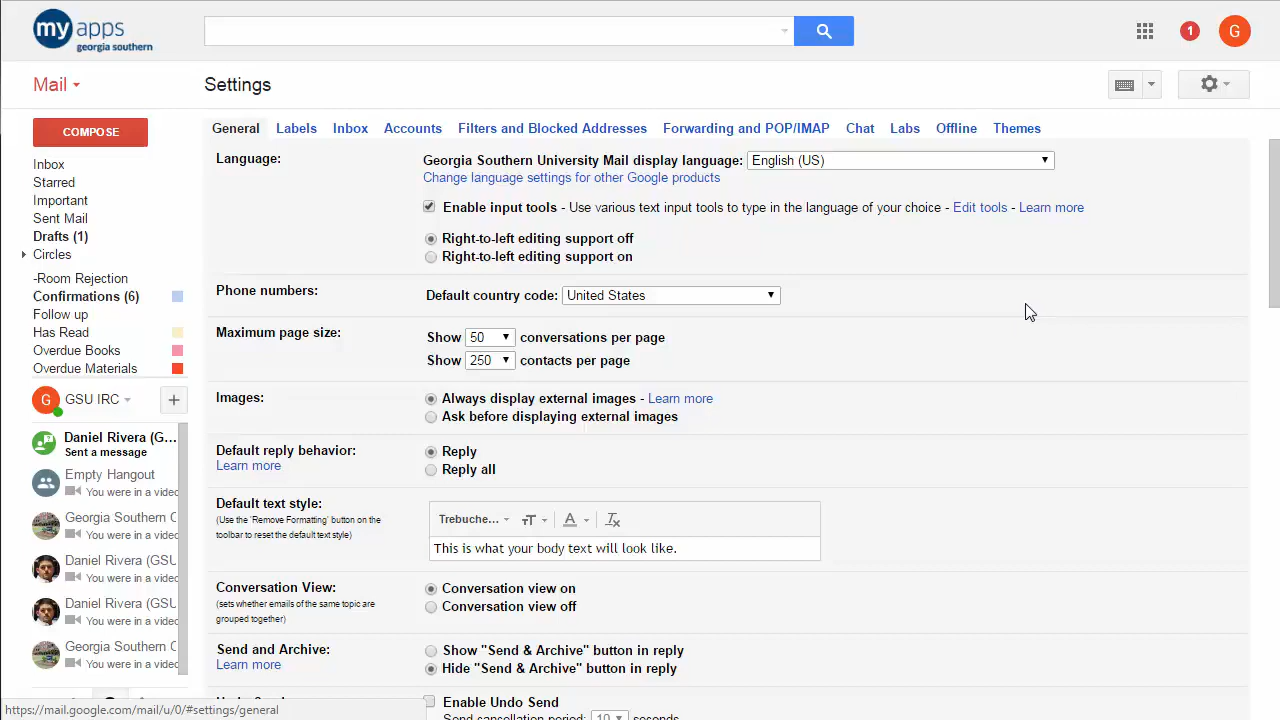 my apps
georgia southern
1
G
Mail
Settings
General Labels Inbox Accounts Filters and Blocked Addresses Forwarding and POP/IMAP Chat Labs Offline Themes
COMPOSE
Inbox
Starred
Important
Sent Mail
Drafts (1)
Circles
-Room Rejection
Confirmations (6)
Follow up
Has Read
Overdue Books
Overdue Materials
G GSU IRC
+
Daniel Rivera (G...
Sent a message
Empty Hangout
You were in a video
Georgia Southern C
You were in a video
Daniel Rivera (GSU
You were in a video
Daniel Rivera (GSU
You were in a video
Georgia Southern C
You were in a video
Language:
Georgia Southern University Mail display language: English (US)
Change language settings for other Google products
Enable input tools - Use various text input tools to type in the language of your choice - Edit tools - Learn more
Right-to-left editing support off
Right-to-left editing support on
Phone numbers:
Default country code: United States
Maximum page size:
Show 50 conversations per page
Show 250 contacts per page
Images:
Always display external images - Learn more
Ask before displaying external images
Default reply behavior:
Learn more
Reply
Reply all
Default text style:
(Use the 'Remove Formatting' button on the
toolbar to reset the default text style)
Trebuche...
This is what your body text will look like.
Conversation View:
(sets whether emails of the same topic are
grouped together)
Conversation view on
Conversation view off
Send and Archive:
Learn more
Show "Send & Archive" button in reply
Hide "Send & Archive" button in reply
Enable Undo Send
Send cancellation period: 10 seconds
https://mail.google.com/mail/u/0/#settings/general